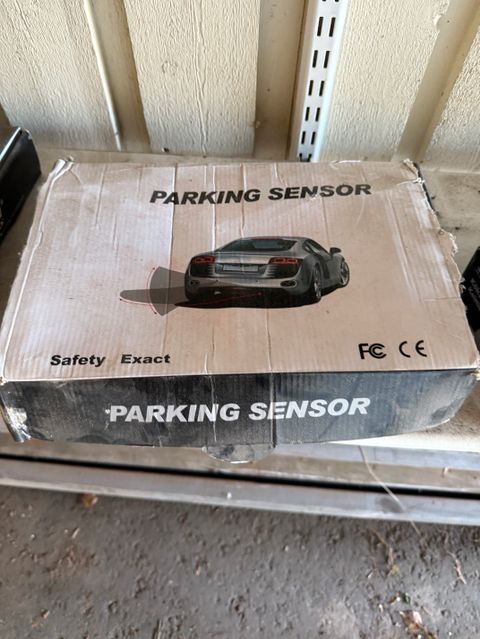 PARKING SENSOR
Safety Exact
FC CE
PARKING SENSOR